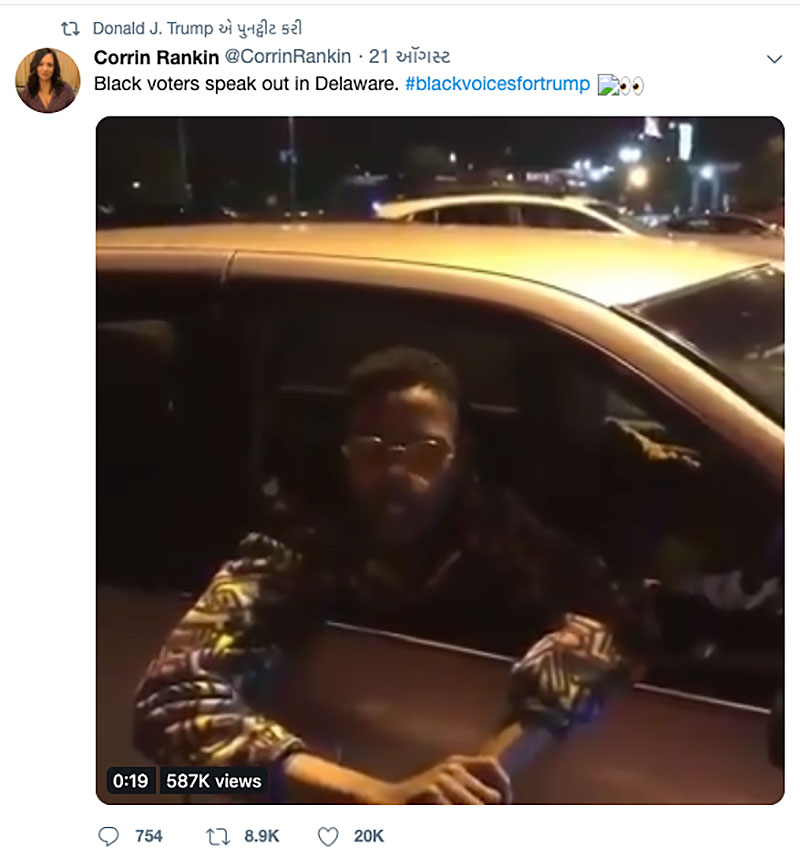 Donald J. Trump એ પુનટ્વીટ કરી
Corrin Rankin @CorrinRankin · 21 ઑગસ્ટ
Black voters speak out in Delaware. #blackvoicesfortrump 👀
0:19 587K views
754 8.9K 20K